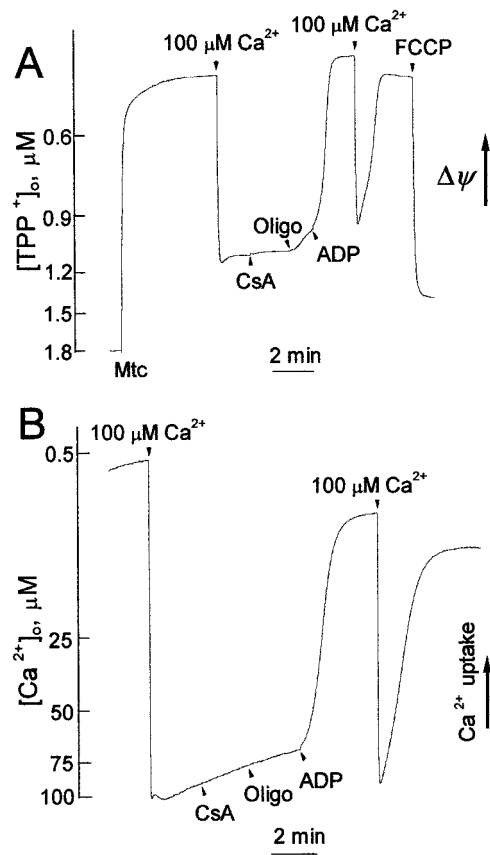 A
100 μM Ca²⁺
100 μM Ca²⁺
FCCP
[TPP⁺]ₒ, μM
0.6
0.9
1.2
1.5
1.8
Δψ
Oligo
ADP
CsA
Mtc
2 min
B
100 μM Ca²⁺
100 μM Ca²⁺
[Ca²⁺]ₒ, μM
0.5
25
50
75
100
Ca²⁺ uptake
CsA
Oligo
ADP
2 min